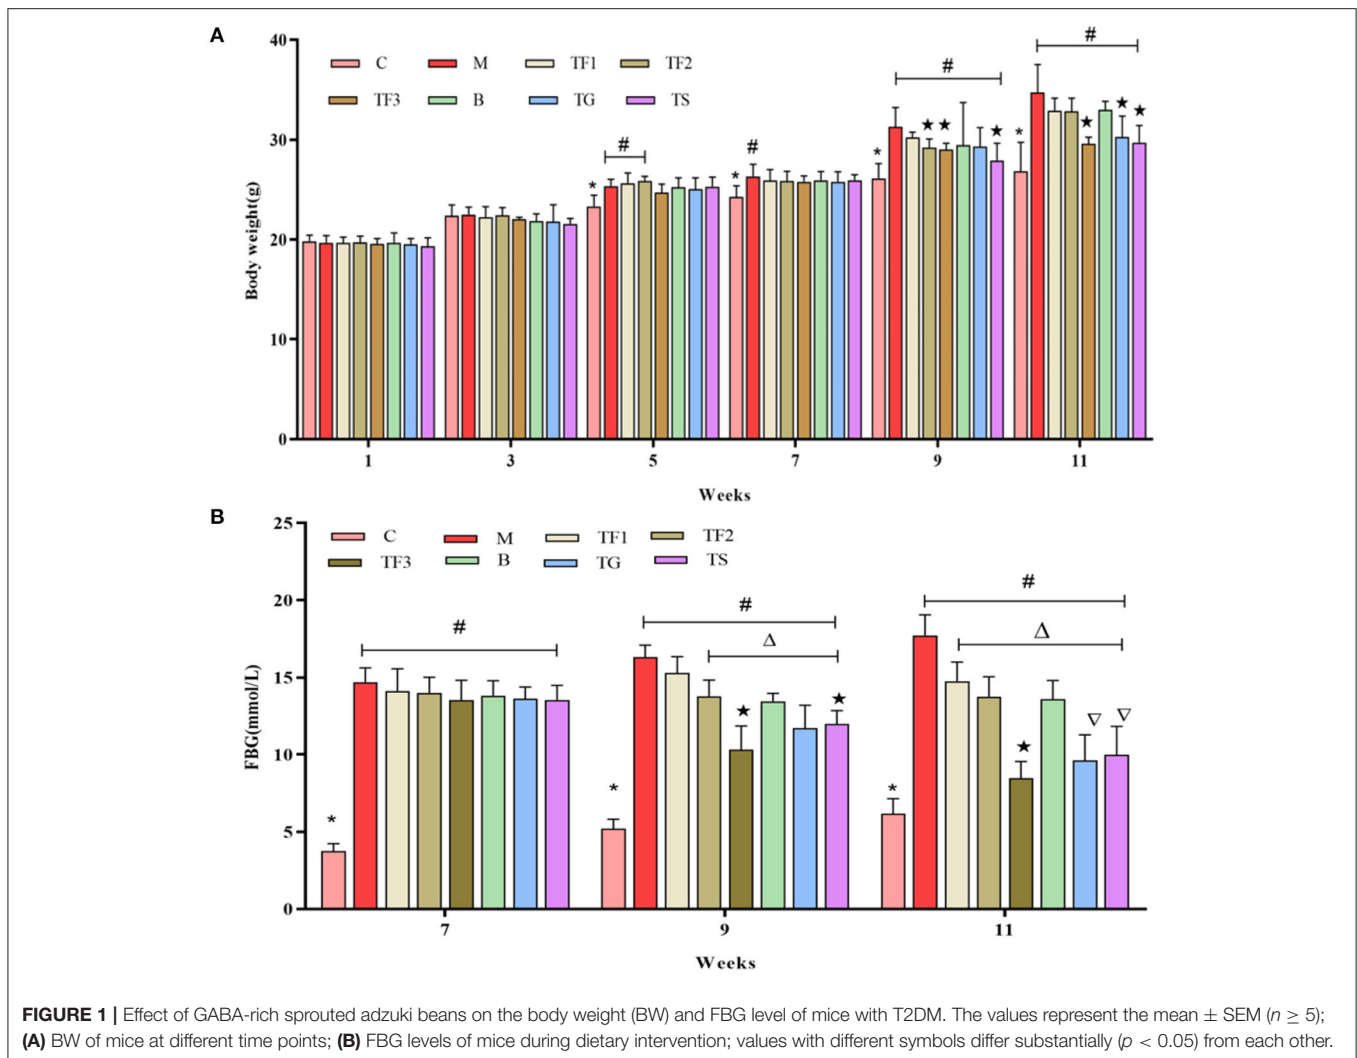 A
40
C M TF1 TF2
TF3 B TG TS
# #
# #
* * * ★ ★ ★ * ★ ★ ★
30
20
10
0
Body weight(g)
1 3 5 7 9 11
Weeks
B
25
C M TF1 TF2
TF3 B TG TS
# # #
Δ Δ
* * ★ ★ * ★ ▽ ▽
20
15
10
5
0
FBG(mmol/L)
7 9 11
Weeks
FIGURE 1 | Effect of GABA-rich sprouted adzuki beans on the body weight (BW) and FBG level of mice with T2DM. The values represent the mean ± SEM (n ≥ 5);
(A) BW of mice at different time points; (B) FBG levels of mice during dietary intervention; values with different symbols differ substantially (p < 0.05) from each other.